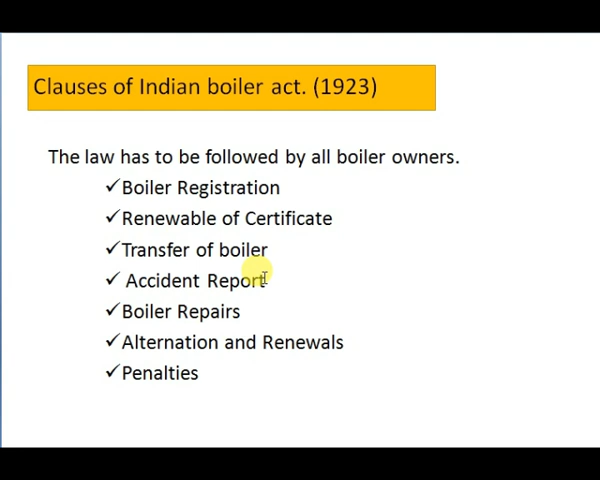 Clauses of Indian boiler act. (1923)
The law has to be followed by all boiler owners.
✓Boiler Registration
✓Renewable of Certificate
✓Transfer of boiler
✓ Accident Report
✓Boiler Repairs
✓Alternation and Renewals
✓Penalties